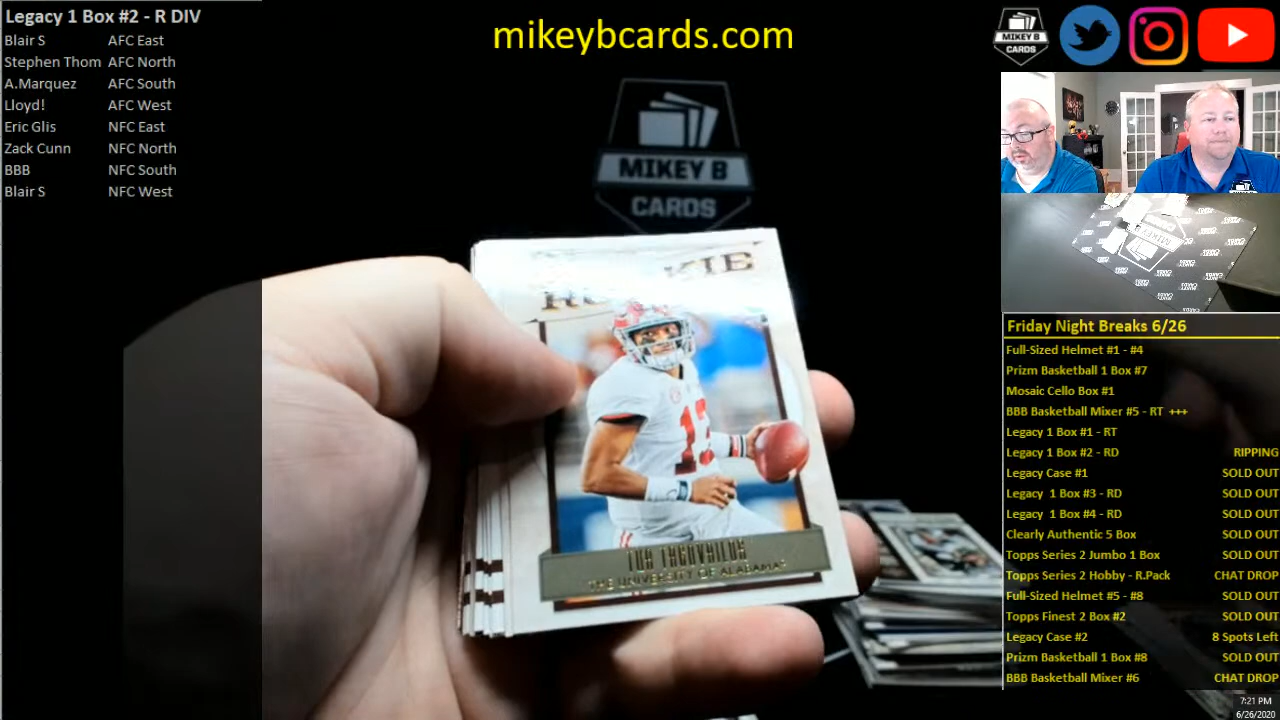 Legacy 1 Box #2 - R DIV
Blair S AFC East
Stephen Thom AFC North
A.Marquez AFC South
Lloyd! AFC West
Eric Glis NFC East
Zack Cunn NFC North
BBB NFC South
Blair S NFC West
mikeybcards.com
MIKEY B
CARDS
MIKEY B
CARDS
TUA TAGOVAILOA
THE UNIVERSITY OF ALABAMA
13
Friday Night Breaks 6/26
Full-Sized Helmet #1 - #4
Prizm Basketball 1 Box #7
Mosaic Cello Box #1
BBB Basketball Mixer #5 - RT +++
Legacy 1 Box #1 - RT
Legacy 1 Box #2 - RD RIPPING
Legacy Case #1 SOLD OUT
Legacy 1 Box #3 - RD SOLD OUT
Legacy 1 Box #4 - RD SOLD OUT
Clearly Authentic 5 Box SOLD OUT
Topps Series 2 Jumbo 1 Box SOLD OUT
Topps Series 2 Hobby - R.Pack CHAT DROP
Full-Sized Helmet #5 - #8 SOLD OUT
Topps Finest 2 Box #2 SOLD OUT
Legacy Case #2 8 Spots Left
Prizm Basketball 1 Box #8 SOLD OUT
BBB Basketball Mixer #6 CHAT DROP
7:21 PM
6/26/2020